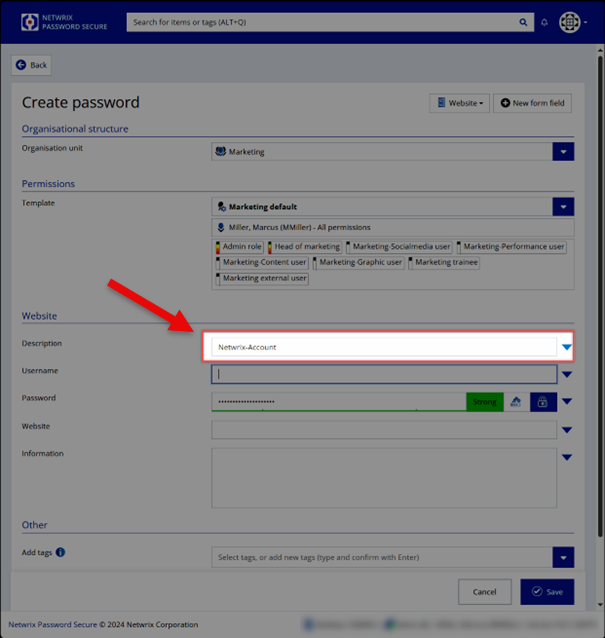 NETWRIX
PASSWORD SECURE
Search for items or tags (ALT+Q)
Back
Create password
Website
New form field
Organisational structure
Organisation unit
Marketing
Permissions
Template
Marketing default
Miller, Marcus (MMiller) - All permissions
Admin role
Head of marketing
Marketing-Socialmedia user
Marketing-Performance user
Marketing-Content user
Marketing-Graphic user
Marketing trainee
Marketing external user
Website
Description
Netwrix-Account
Username
Password
••••••••••••••••••••
Strong
Website
Information
Other
Add tags
Select tags, or add new tags (type and confirm with Enter)
Cancel
Save
Netwrix Password Secure © 2024 Netwrix Corporation